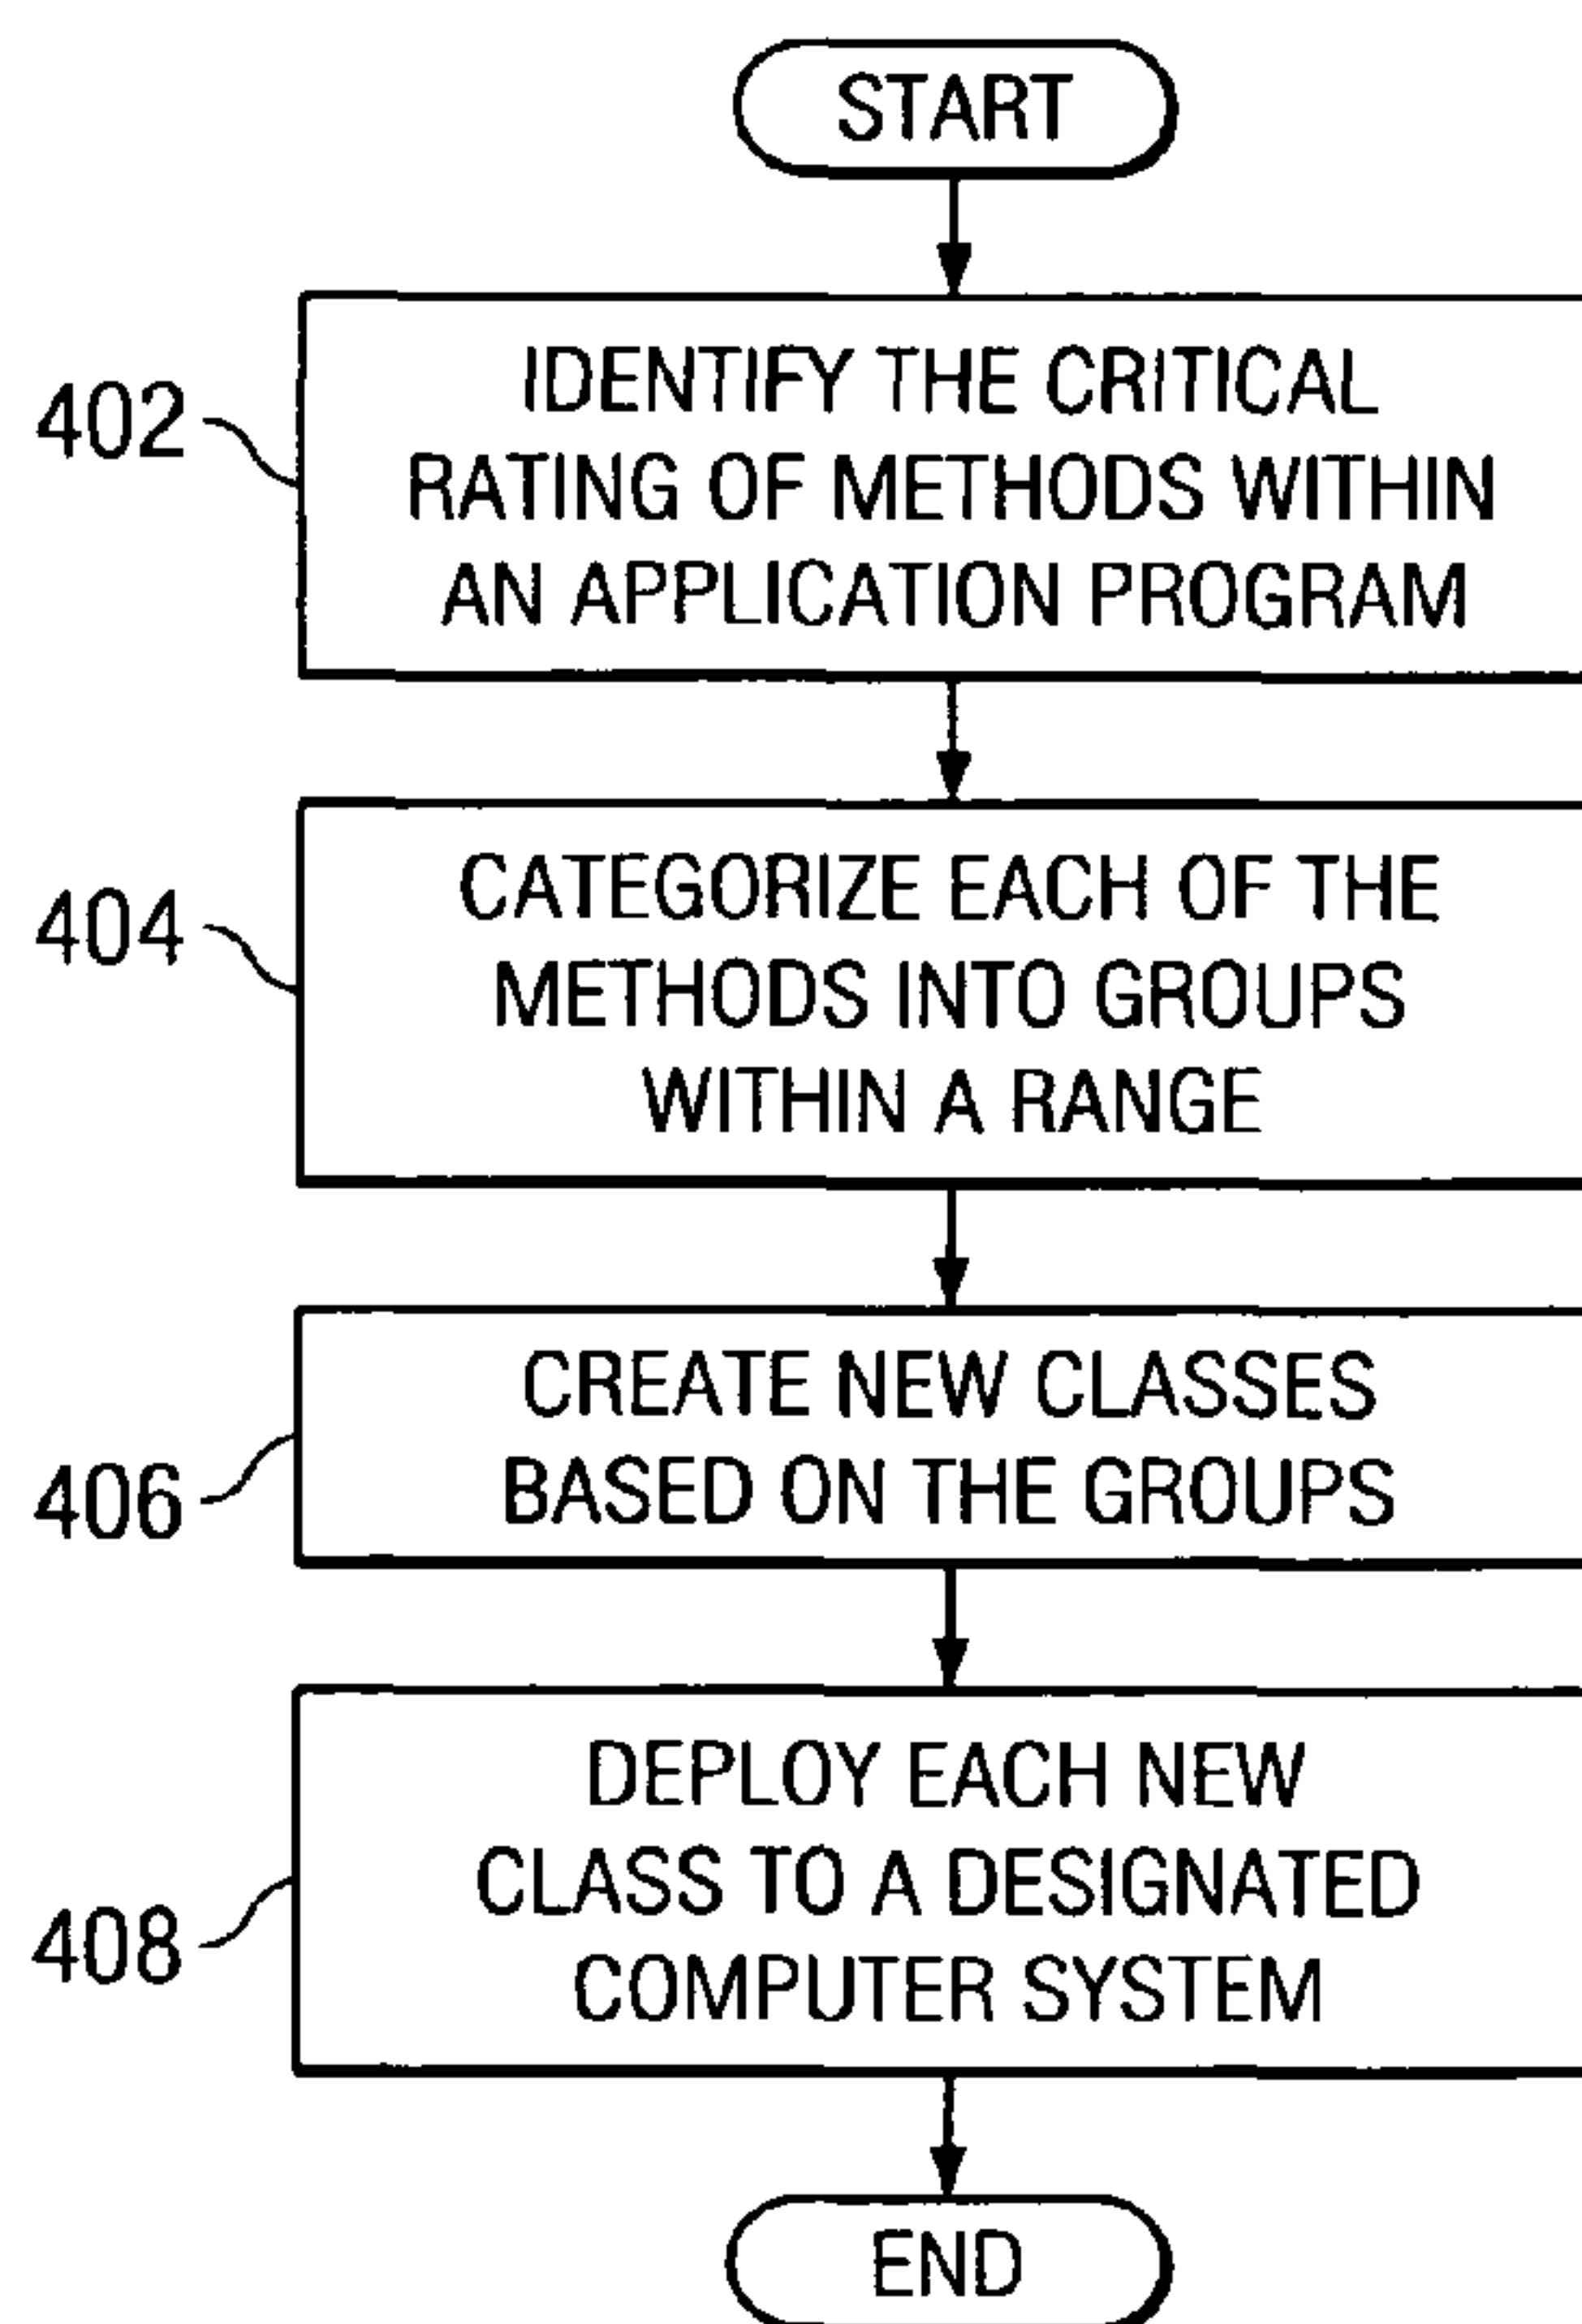 START
402
IDENTIFY THE CRITICAL
RATING OF METHODS WITHIN
AN APPLICATION PROGRAM
404
CATEGORIZE EACH OF THE
METHODS INTO GROUPS
WITHIN A RANGE
406
CREATE NEW CLASSES
BASED ON THE GROUPS
408
DEPLOY EACH NEW
CLASS TO A DESIGNATED
COMPUTER SYSTEM
END